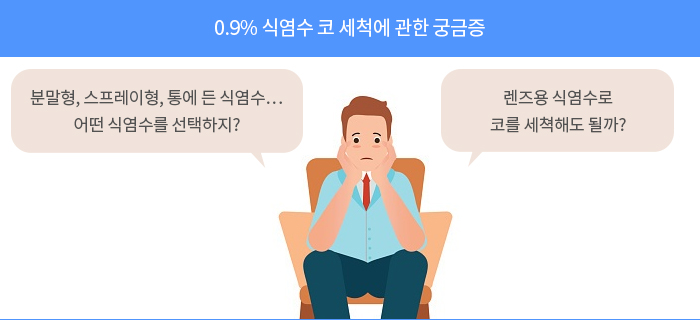 0.9% 식염수 코 세척에 관한 궁금증
분말형, 스프레이형, 통에 든 식염수…
어떤 식염수를 선택하지?
렌즈용 식염수로
코를 세쳑해도 될까?